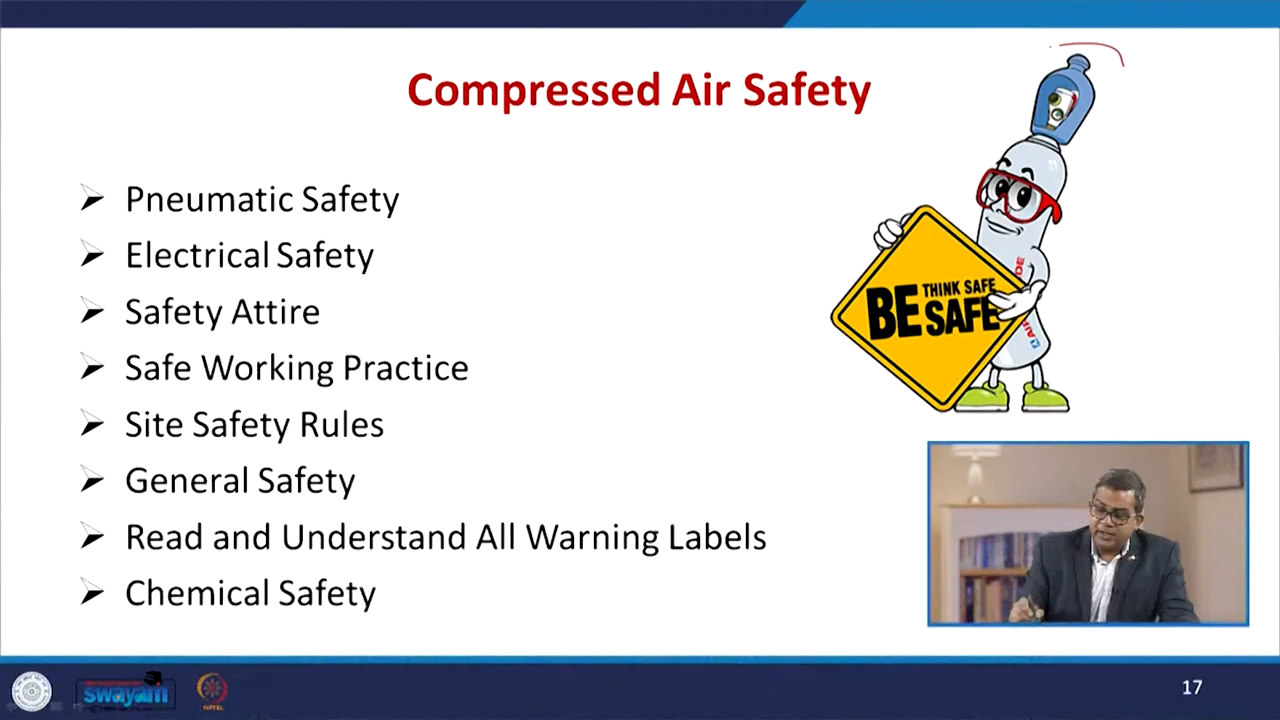 Compressed Air Safety
Pneumatic Safety
Electrical Safety
Safety Attire
Safe Working Practice
Site Safety Rules
General Safety
Read and Understand All Warning Labels
Chemical Safety
THINK SAFE
BE SAFE
swayam
NPTEL
17